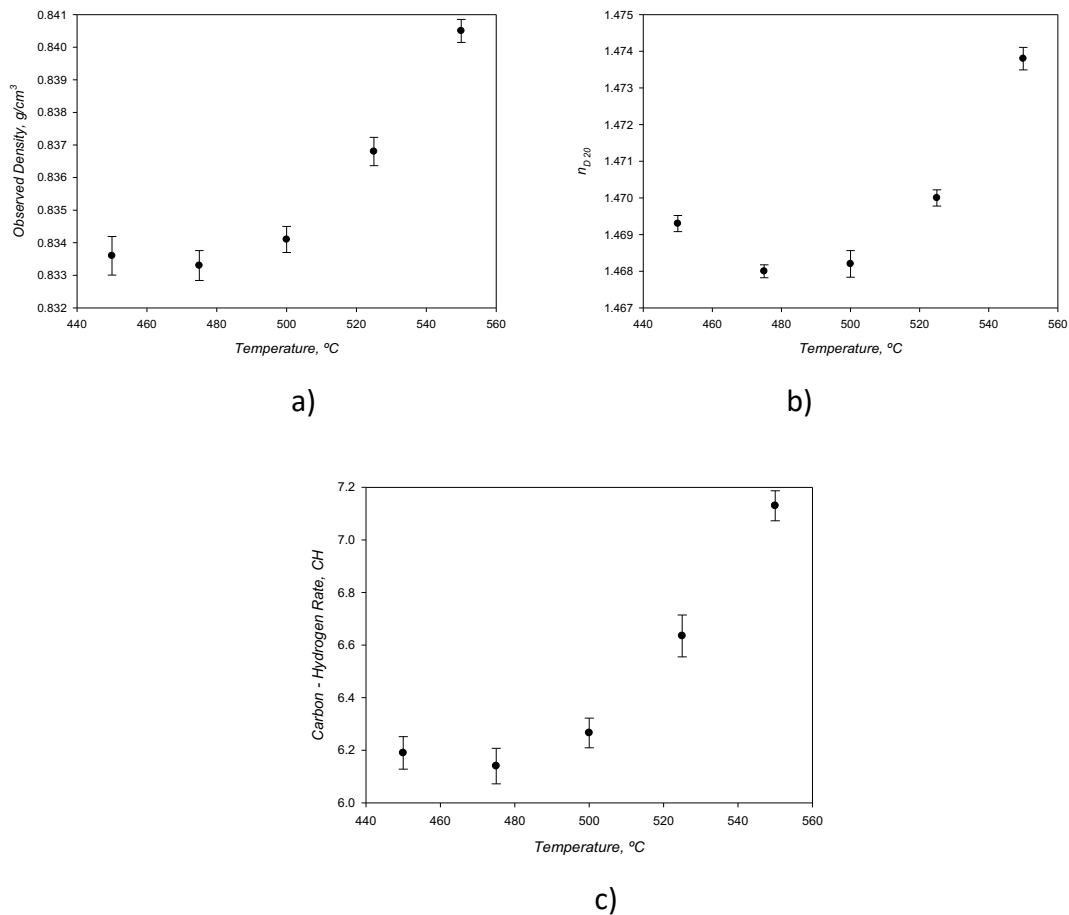 0.841
0.840
0.839
0.838
0.837
0.836
0.835
0.834
0.833
0.832
Observed Density, g/cm³
440 460 480 500 520 540 560
Temperature, ºC
a)
1.475
1.474
1.473
1.472
1.471
1.470
1.469
1.468
1.467
n D 20
440 460 480 500 520 540 560
Temperature, ºC
b)
7.2
7.0
6.8
6.6
6.4
6.2
6.0
Carbon - Hydrogen Rate, CH
440 460 480 500 520 540 560
Temperature, ºC
c)